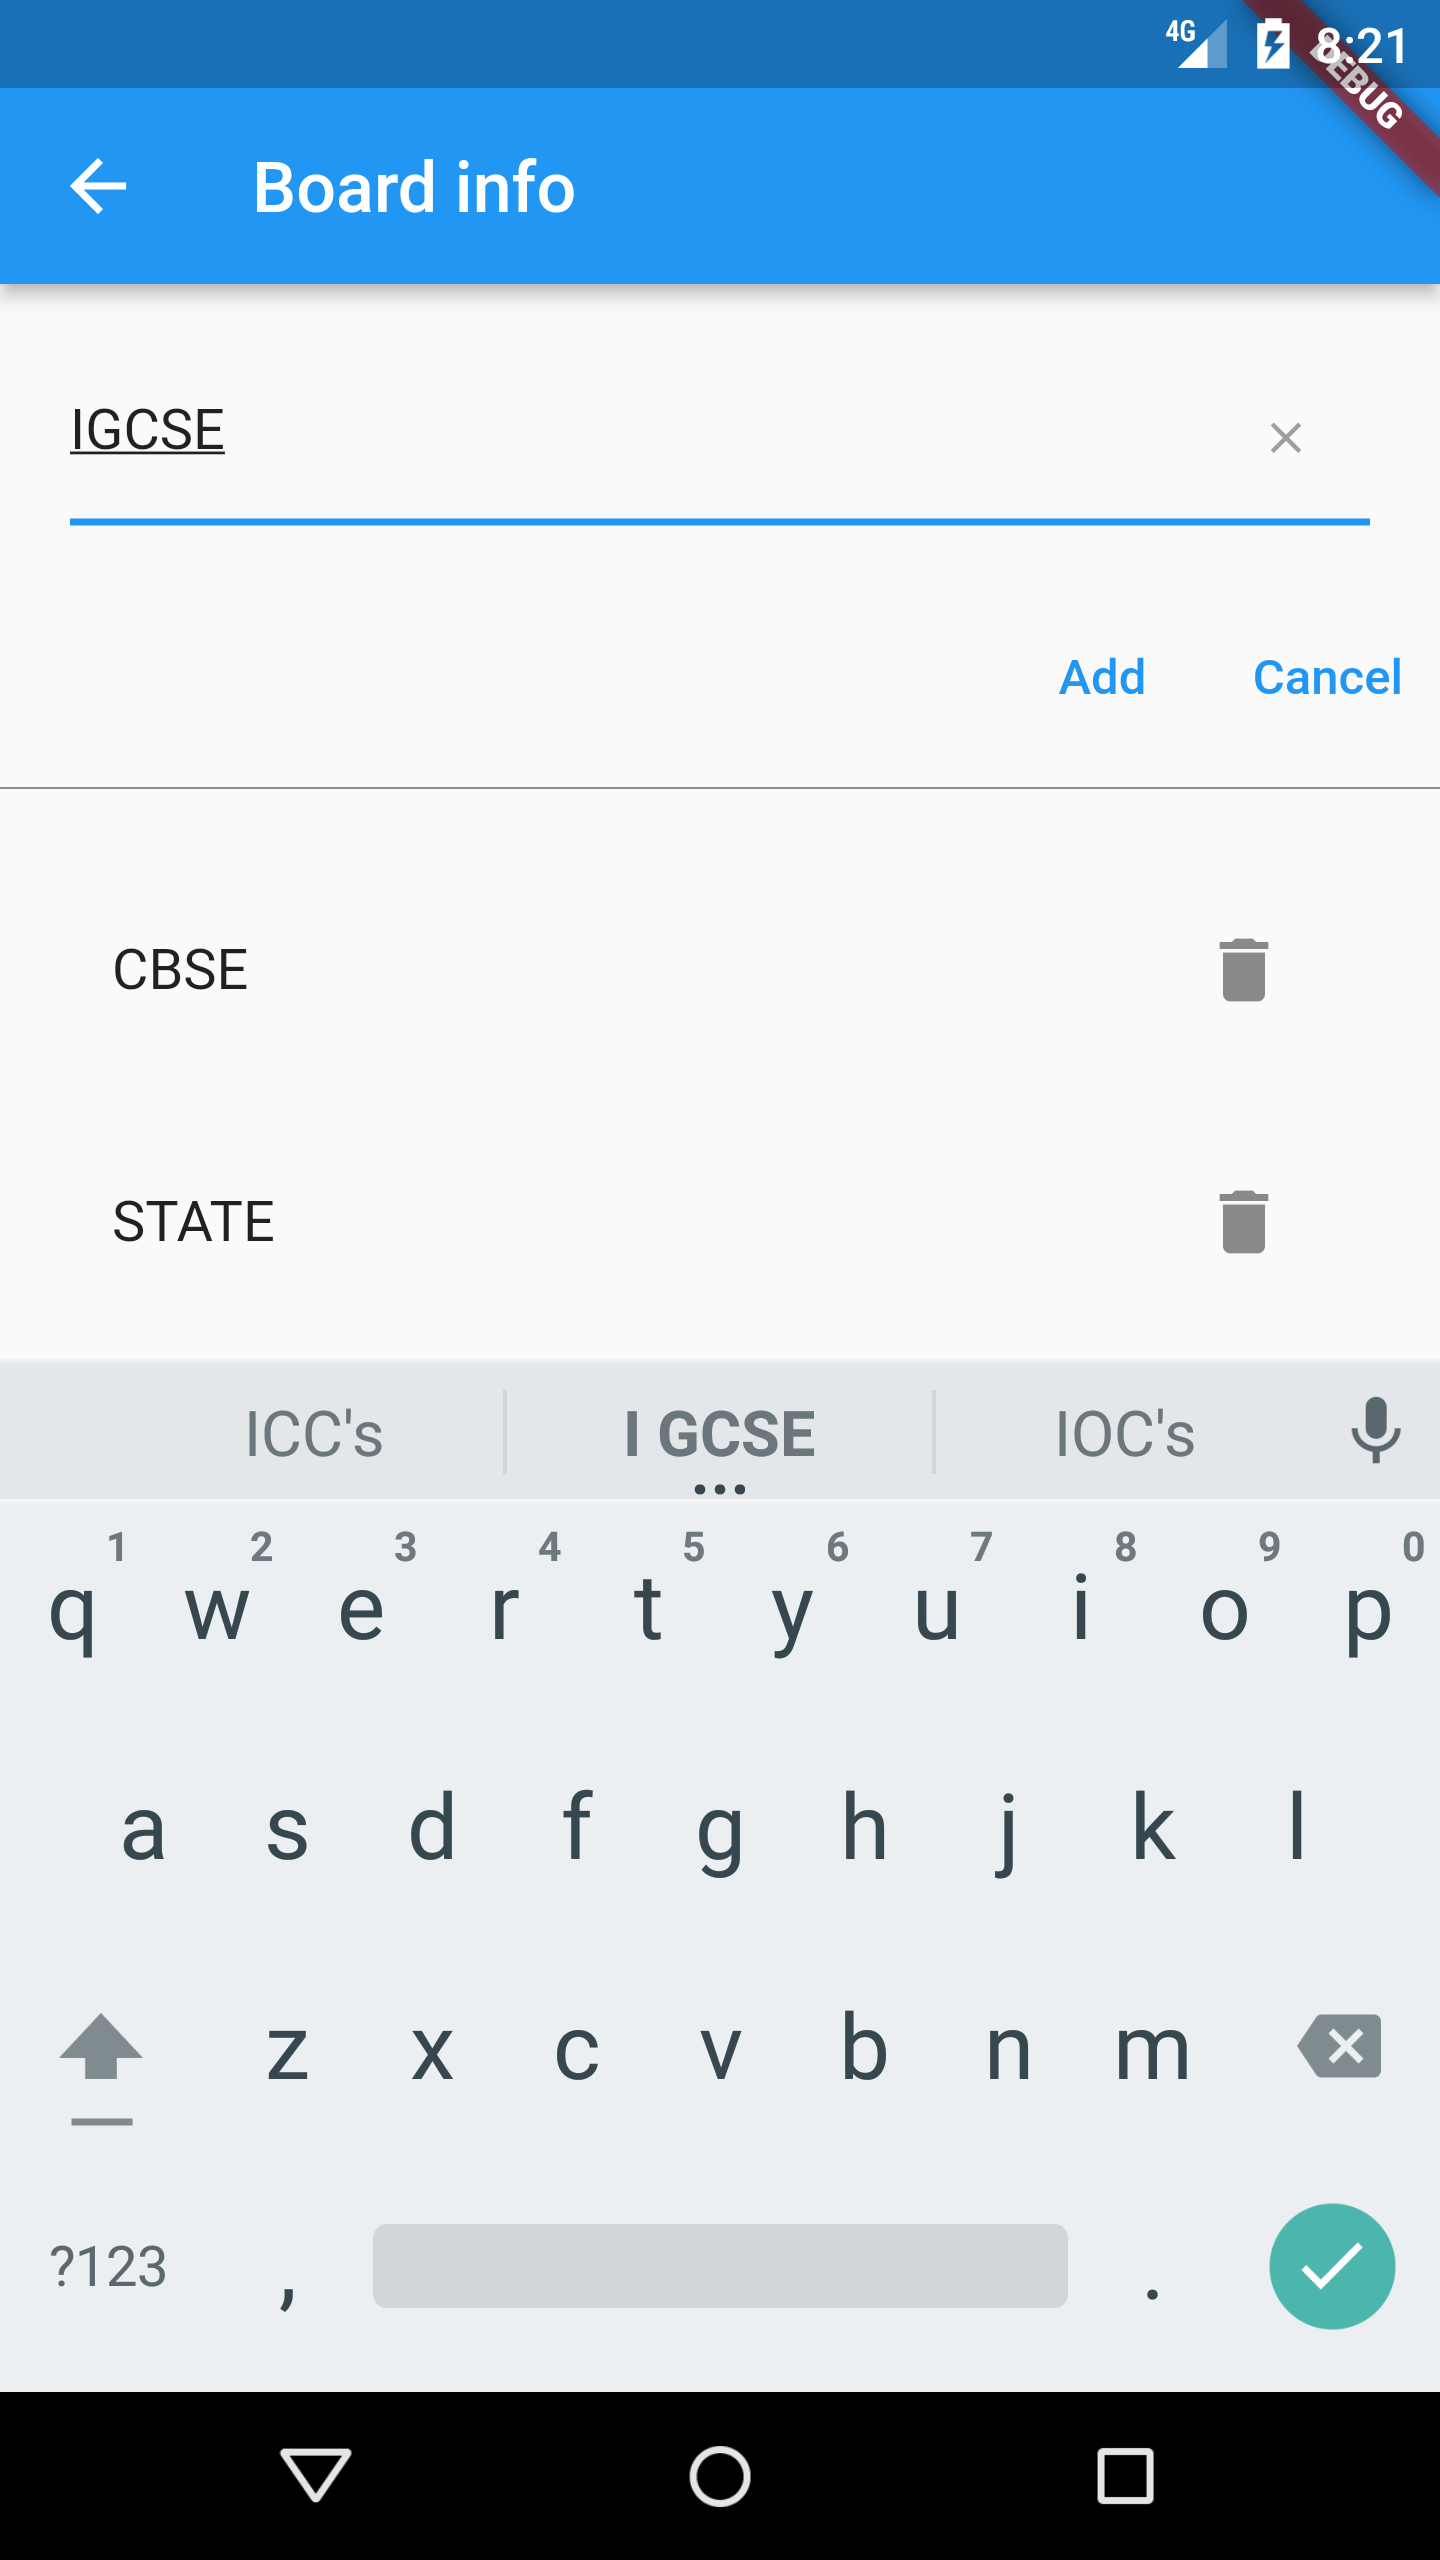 4G 8:21
DEBUG
Board info
IGCSE
Add Cancel
CBSE
STATE
ICC's I GCSE IOC's
1 2 3 4 5 6 7 8 9 0
q w e r t y u i o p
a s d f g h j k l
z x c v b n m
?123 , .